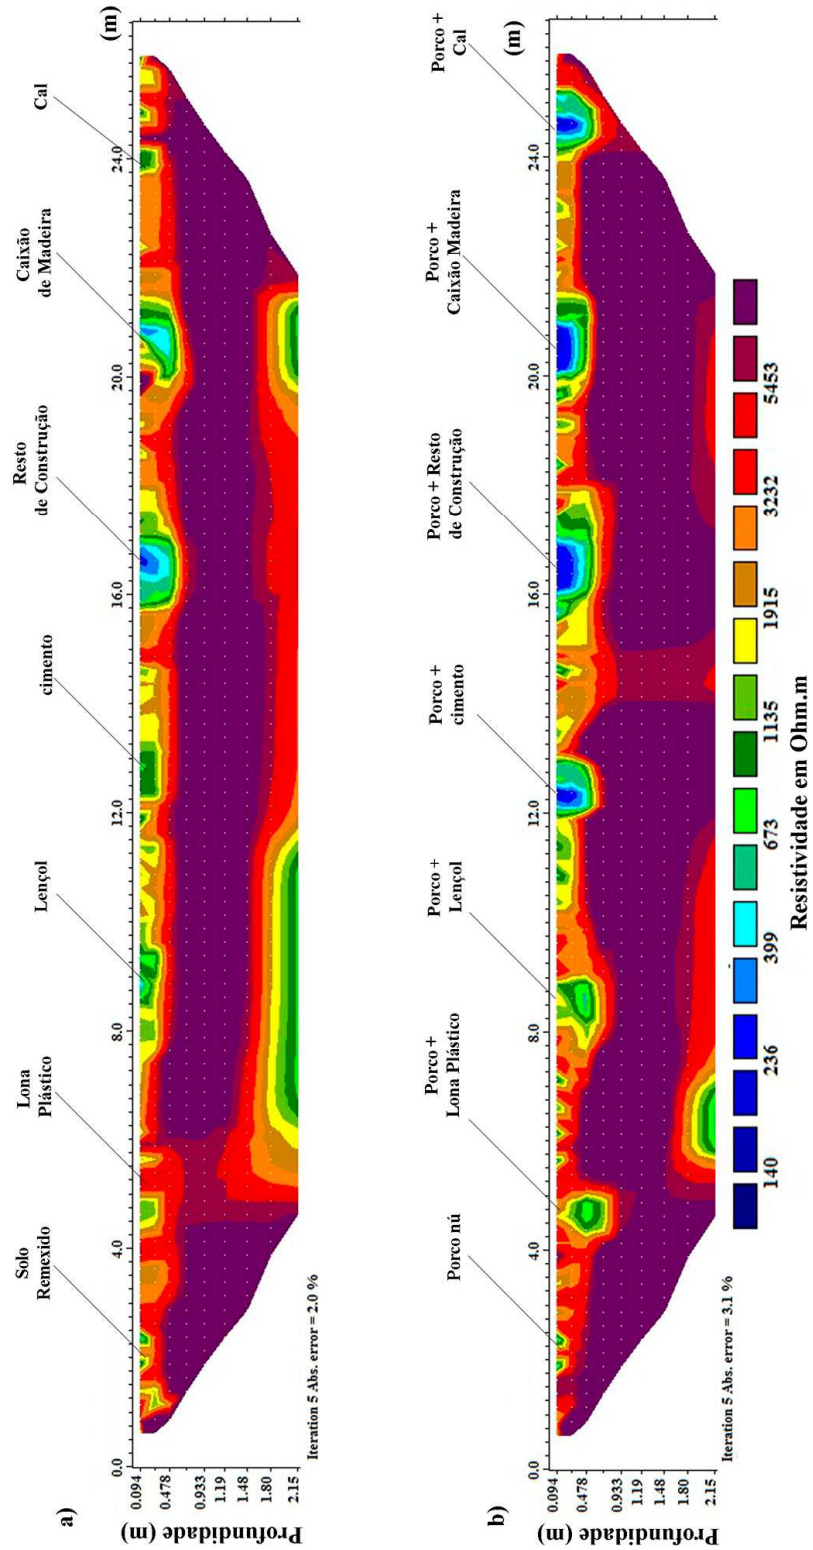 a)
Solo
Remexido
Lona
Plástico
Lençol
cimento
Resto
de Construção
Caixão
de Madeira
Cal
0.0 4.0 8.0 12.0 16.0 20.0 24.0 (m)
Profundidade (m)
0.094
0.478
0.933
1.19
1.48
1.80
2.15
Iteration 5 Abs. error = 2.0 %
b)
Porco nú
Porco +
Lona Plástico
Porco +
Lençol
Porco +
cimento
Porco + Resto
de Construção
Porco +
Caixão Madeira
Porco +
Cal
0.0 4.0 8.0 12.0 16.0 20.0 24.0 (m)
Profundidade (m)
0.094
0.478
0.933
1.19
1.48
1.80
2.15
Iteration 5 Abs. error = 3.1 %
140 236 399 673 1135 1915 3232 5453
Resistividade em Ohm.m